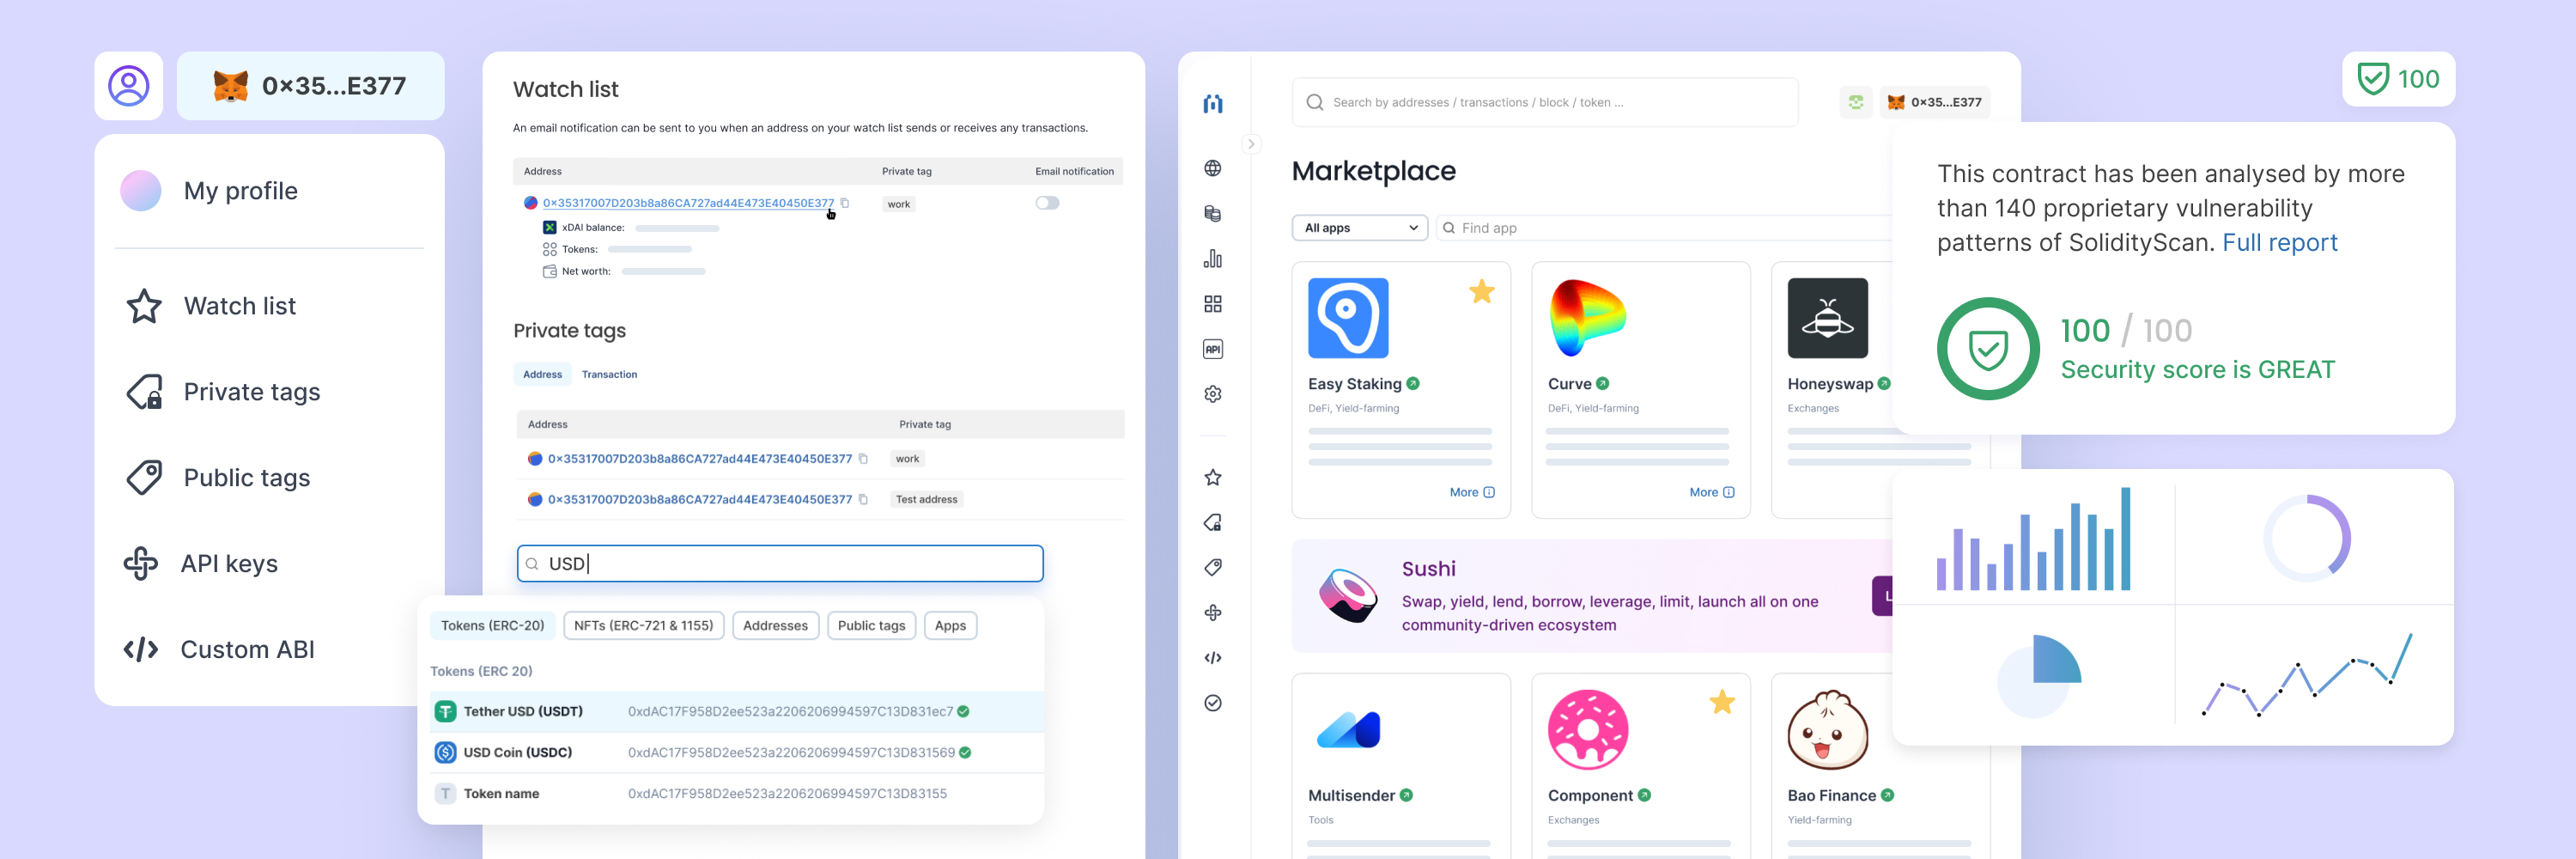 0x35...E377
My profile
Watch list
Private tags
Public tags
API keys
Custom ABI
Watch list
An email notification can be sent to you when an address on your watch list sends or receives any transactions.
Address Private tag Email notification
0x35317007D203b8a86CA727ad44E473E40450E377 work
xDAI balance:
Tokens:
Net worth:
Private tags
Address Transaction
Address Private tag
0x35317007D203b8a86CA727ad44E473E40450E377 work
0x35317007D203b8a86CA727ad44E473E40450E377 Test address
USD
Tokens (ERC-20) NFTs (ERC-721 & 1155) Addresses Public tags Apps
Tokens (ERC 20)
Tether USD (USDT) 0xdAC17F958D2ee523a2206206994597C13D831ec7
USD Coin (USDC) 0xdAC17F958D2ee523a2206206994597C13D831569
T Token name 0xdAC17F958D2ee523a2206206994597C13D83155
Search by addresses / transactions / block / token ...
0x35...E377
API
Marketplace
All apps
Find app
Easy Staking
DeFi, Yield-farming
More
Curve
DeFi, Yield-farming
More
Honeyswap
Exchanges
Sushi
Swap, yield, lend, borrow, leverage, limit, launch all on one
community-driven ecosystem
L
Multisender
Tools
Component
Exchanges
Bao Finance
Yield-farming
100
This contract has been analysed by more
than 140 proprietary vulnerability
patterns of SolidityScan. Full report
100 / 100
Security score is GREAT